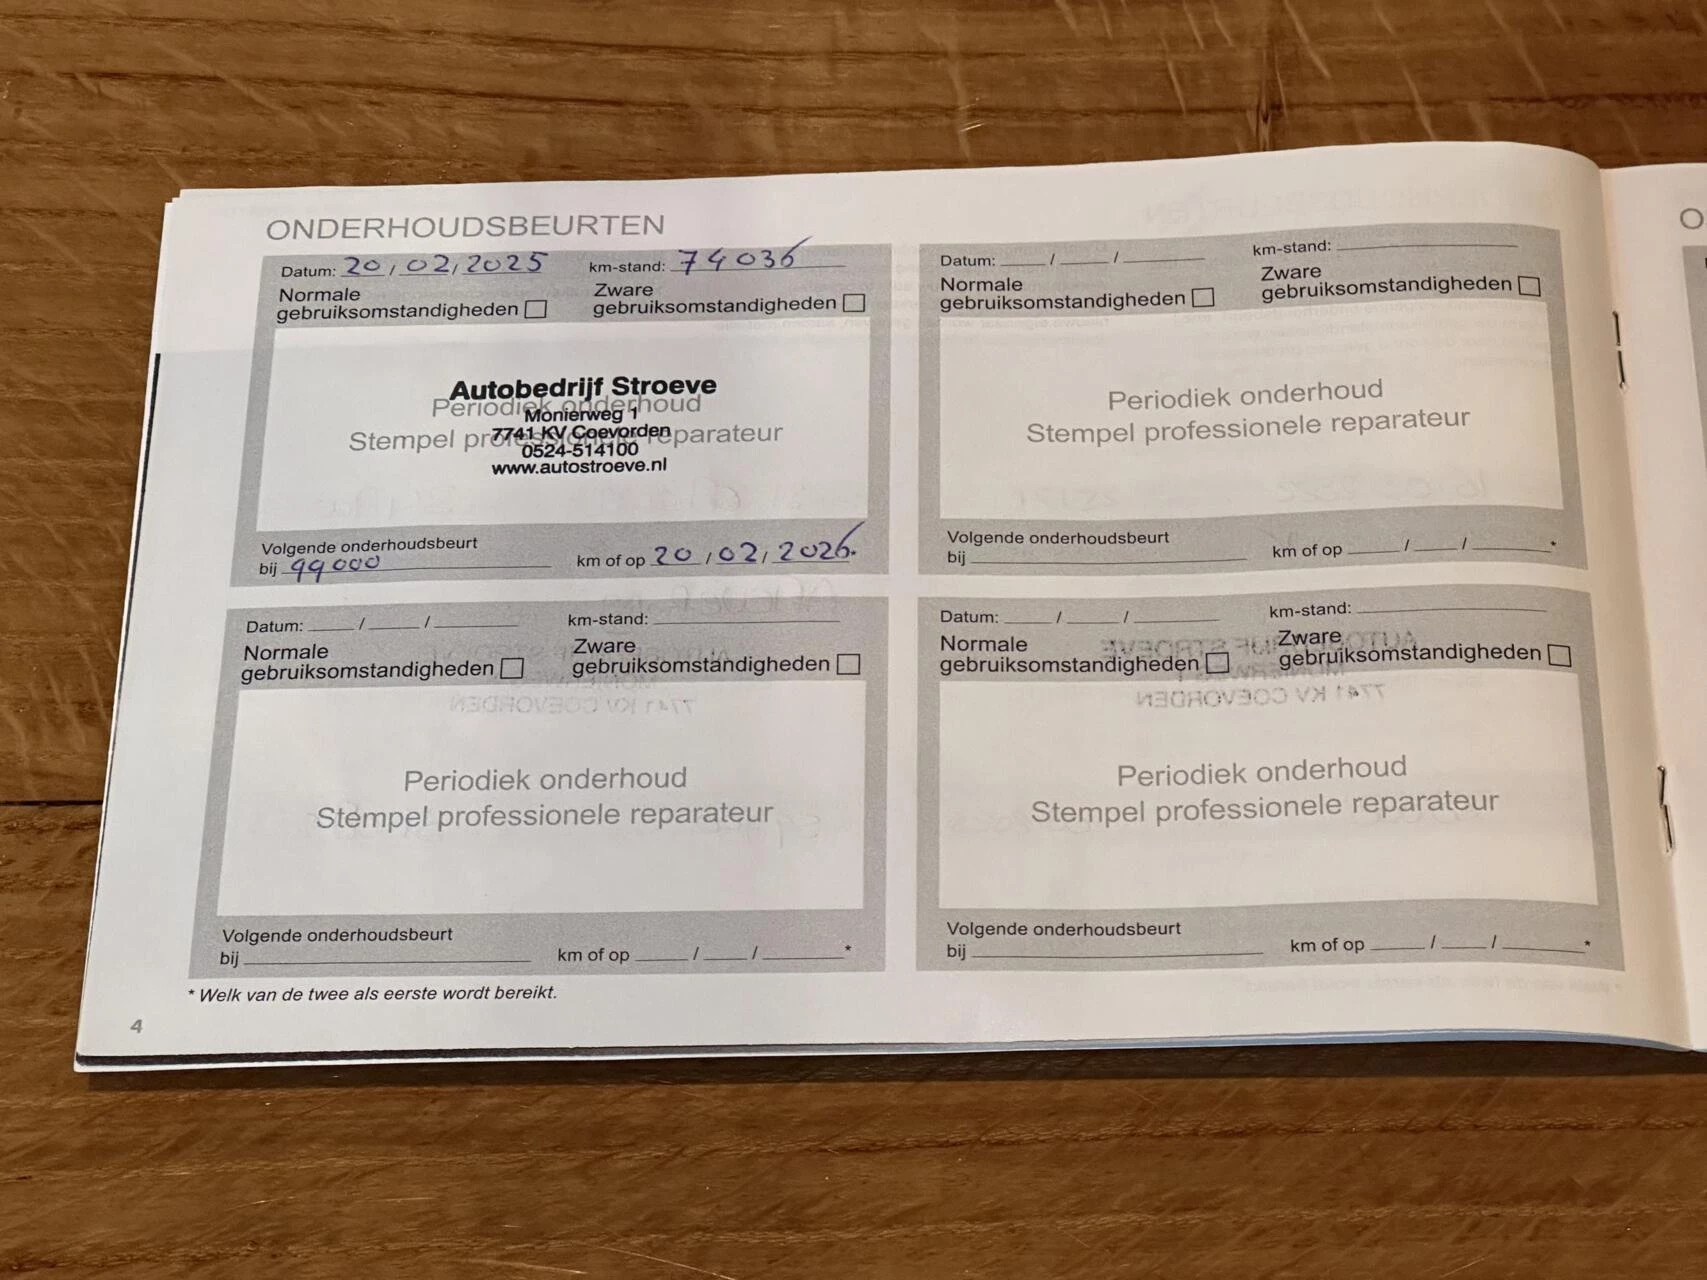 ONDERHOUDSBEURTEN
Datum: 20 / 02 / 2025 km-stand: 74036
Normale Zware
gebruiksomstandigheden gebruiksomstandigheden
Autobedrijf Stroeve
Periodiek onderhoud
Monierweg 1
Stempel professionele reparateur
7741 KV Coevorden
0524-514100
www.autostroeve.nl
Volgende onderhoudsbeurt
bij 99000 km of op 20 / 02 / 2026.
Datum: / / km-stand:
Normale Zware
gebruiksomstandigheden gebruiksomstandigheden
Periodiek onderhoud
Stempel professionele reparateur
Volgende onderhoudsbeurt
bij km of op / / *
Datum: / / km-stand:
Normale Zware
gebruiksomstandigheden gebruiksomstandigheden
Periodiek onderhoud
Stempel professionele reparateur
Volgende onderhoudsbeurt
bij km of op / / *
Datum: / / km-stand:
Normale Zware
gebruiksomstandigheden gebruiksomstandigheden
Periodiek onderhoud
Stempel professionele reparateur
Volgende onderhoudsbeurt
bij km of op / / *
* Welk van de twee als eerste wordt bereikt.
4
O